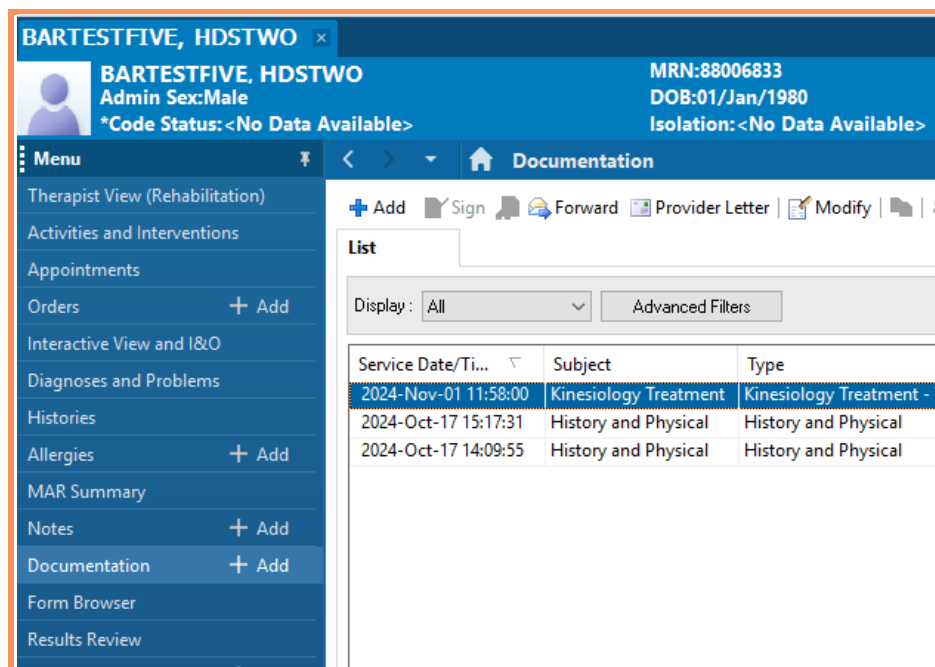 BARTESTFIVE, HDSTWO ×
BARTESTFIVE, HDSTWO
Admin Sex:Male
*Code Status:<No Data Available>
MRN:88006833
DOB:01/Jan/1980
Isolation:<No Data Available>
Menu
Therapist View (Rehabilitation)
Activities and Interventions
Appointments
Orders + Add
Interactive View and I&O
Diagnoses and Problems
Histories
Allergies + Add
MAR Summary
Notes + Add
Documentation + Add
Form Browser
Results Review
Documentation
Add Sign Forward Provider Letter Modify
List
Display : All Advanced Filters
Service Date/Ti... Subject Type
2024-Nov-01 11:58:00 Kinesiology Treatment Kinesiology Treatment -
2024-Oct-17 15:17:31 History and Physical History and Physical
2024-Oct-17 14:09:55 History and Physical History and Physical